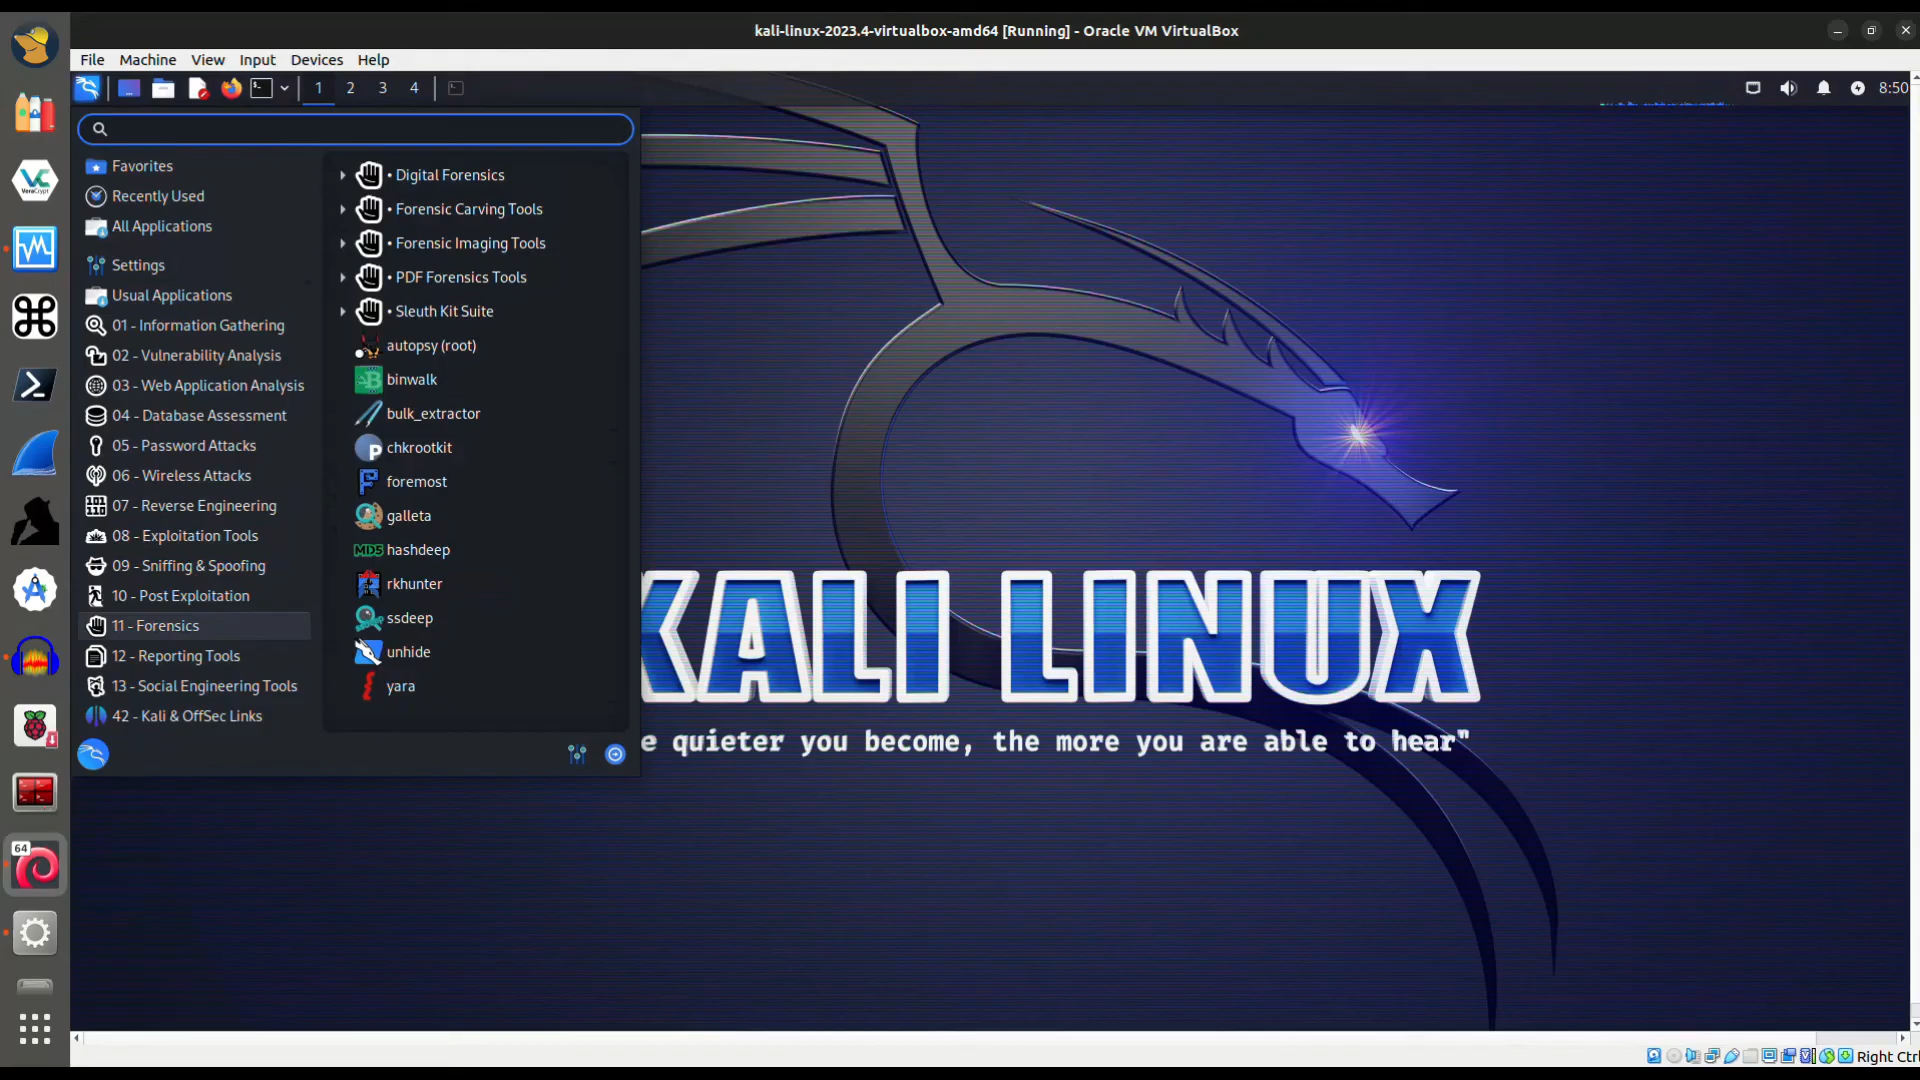 kali-linux-2023.4-virtualbox-amd64 [Running] - Oracle VM VirtualBox
File Machine View Input Devices Help
1 2 3 4
8:50
Favorites
Recently Used
All Applications
Settings
Usual Applications
01 - Information Gathering
02 - Vulnerability Analysis
03 - Web Application Analysis
04 - Database Assessment
05 - Password Attacks
06 - Wireless Attacks
07 - Reverse Engineering
08 - Exploitation Tools
09 - Sniffing & Spoofing
10 - Post Exploitation
11 - Forensics
12 - Reporting Tools
13 - Social Engineering Tools
42 - Kali & OffSec Links
• Digital Forensics
• Forensic Carving Tools
• Forensic Imaging Tools
• PDF Forensics Tools
• Sleuth Kit Suite
autopsy (root)
binwalk
bulk_extractor
chkrootkit
foremost
galleta
MD5 hashdeep
rkhunter
ssdeep
unhide
yara
KALI LINUX
e quieter you become, the more you are able to hear"
VC
VeraCrypt
64
Right Ctrl